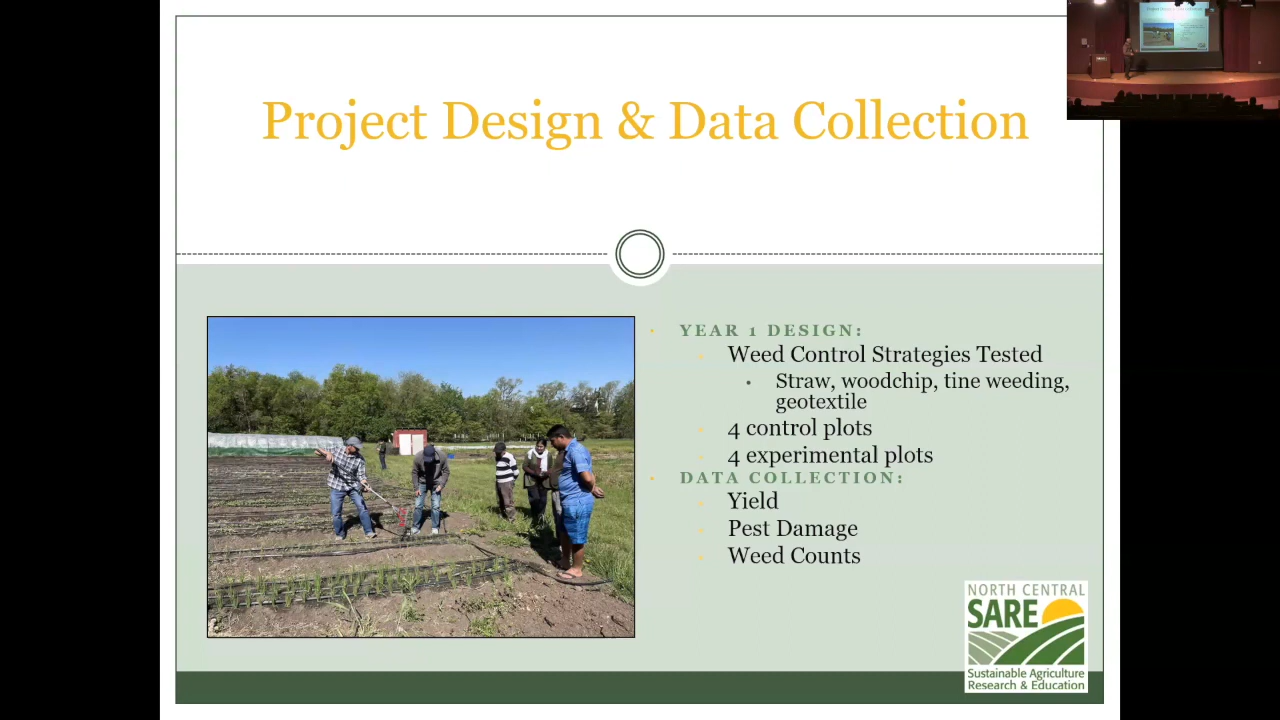 Project Design & Data Collection
YEAR 1 DESIGN:
Weed Control Strategies Tested
Straw, woodchip, tine weeding,
geotextile
4 control plots
4 experimental plots
DATA COLLECTION:
Yield
Pest Damage
Weed Counts
NORTH CENTRAL
SARE
Sustainable Agriculture
Research & Education